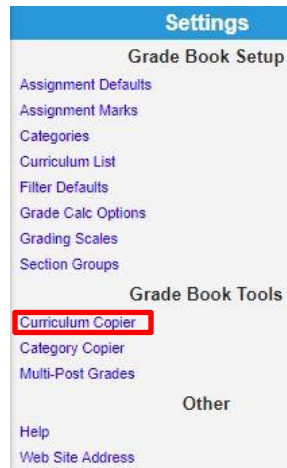 Settings
Grade Book Setup
Assignment Defaults
Assignment Marks
Categories
Curriculum List
Filter Defaults
Grade Calc Options
Grading Scales
Section Groups
Grade Book Tools
Curriculum Copier
Category Copier
Multi-Post Grades
Other
Help
Web Site Address